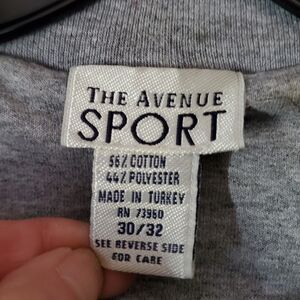 THE AVENUE
SPORT
56% COTTON
44% POLYESTER
MADE IN TURKEY
RN 73960
30/32
SEE REVERSE SIDE
FOR CARE